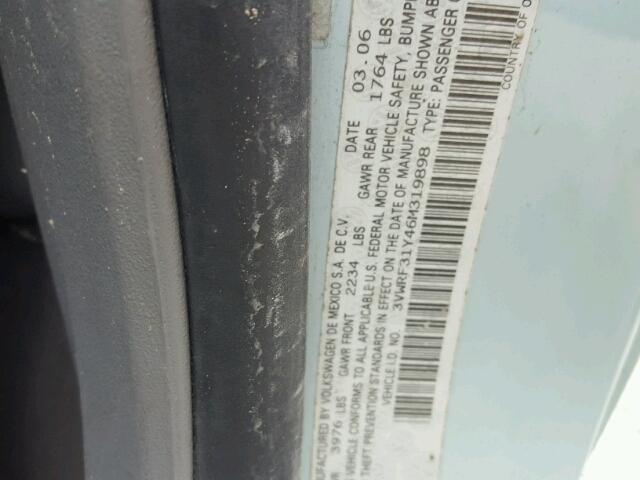 UFACTURED BY VOLKSWAGEN DE MEXICO S.A. DE C.V. DATE 03.06
3976 LBS GAWR FRONT 2234 LBS GAWR REAR 1764 LBS
VEHICLE CONFORMS TO ALL APPLICABLE U.S. FEDERAL MOTOR VEHICLE SAFETY, BUMP
THEFT PREVENTION STANDARDS IN EFFECT ON THE DATE OF MANUFACTURE SHOWN AB
VEHICLE I.D. NO. 3VWRF31Y46M319898 TYPE: PASSENGER
COUNTRY OF O